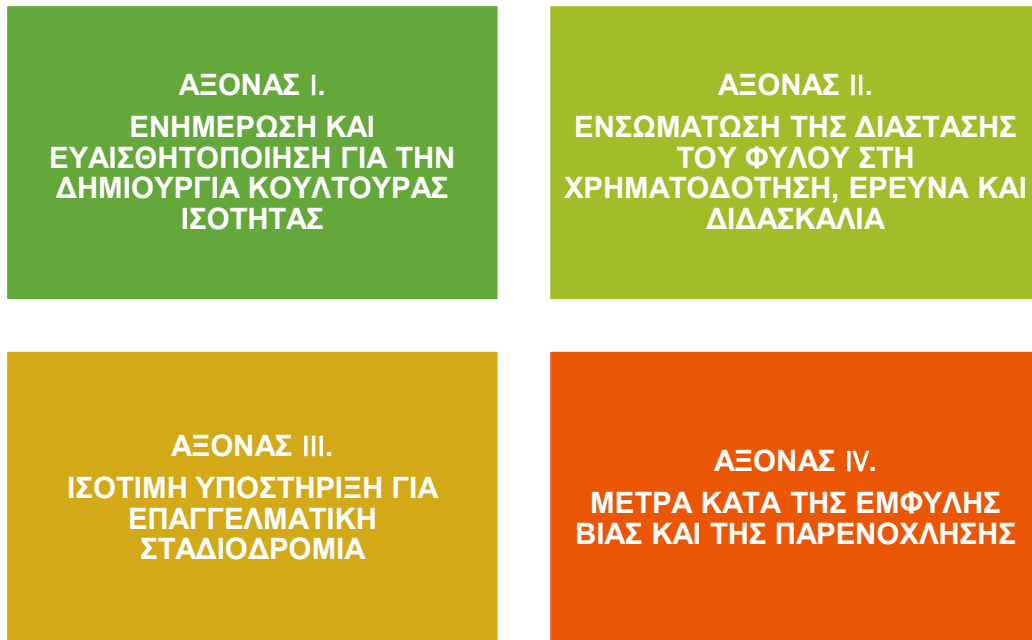 ΑΞΟΝΑΣ I.
ΕΝΗΜΕΡΩΣΗ ΚΑΙ
ΕΥΑΙΣΘΗΤΟΠΟΙΗΣΗ ΓΙΑ ΤΗΝ
ΔΗΜΙΟΥΡΓΙΑ ΚΟΥΛΤΟΥΡΑΣ
ΙΣΟΤΗΤΑΣ
ΑΞΟΝΑΣ II.
ΕΝΣΩΜΑΤΩΣΗ ΤΗΣ ΔΙΑΣΤΑΣΗΣ
ΤΟΥ ΦΥΛΟΥ ΣΤΗ
ΧΡΗΜΑΤΟΔΟΤΗΣΗ, ΕΡΕΥΝΑ ΚΑΙ
ΔΙΔΑΣΚΑΛΙΑ
ΑΞΟΝΑΣ III.
ΙΣΟΤΙΜΗ ΥΠΟΣΤΗΡΙΞΗ ΓΙΑ
ΕΠΑΓΓΕΛΜΑΤΙΚΗ
ΣΤΑΔΙΟΔΡΟΜΙΑ
ΑΞΟΝΑΣ IV.
ΜΕΤΡΑ ΚΑΤΑ ΤΗΣ ΕΜΦΥΛΗΣ
ΒΙΑΣ ΚΑΙ ΤΗΣ ΠΑΡΕΝΟΧΛΗΣΗΣ